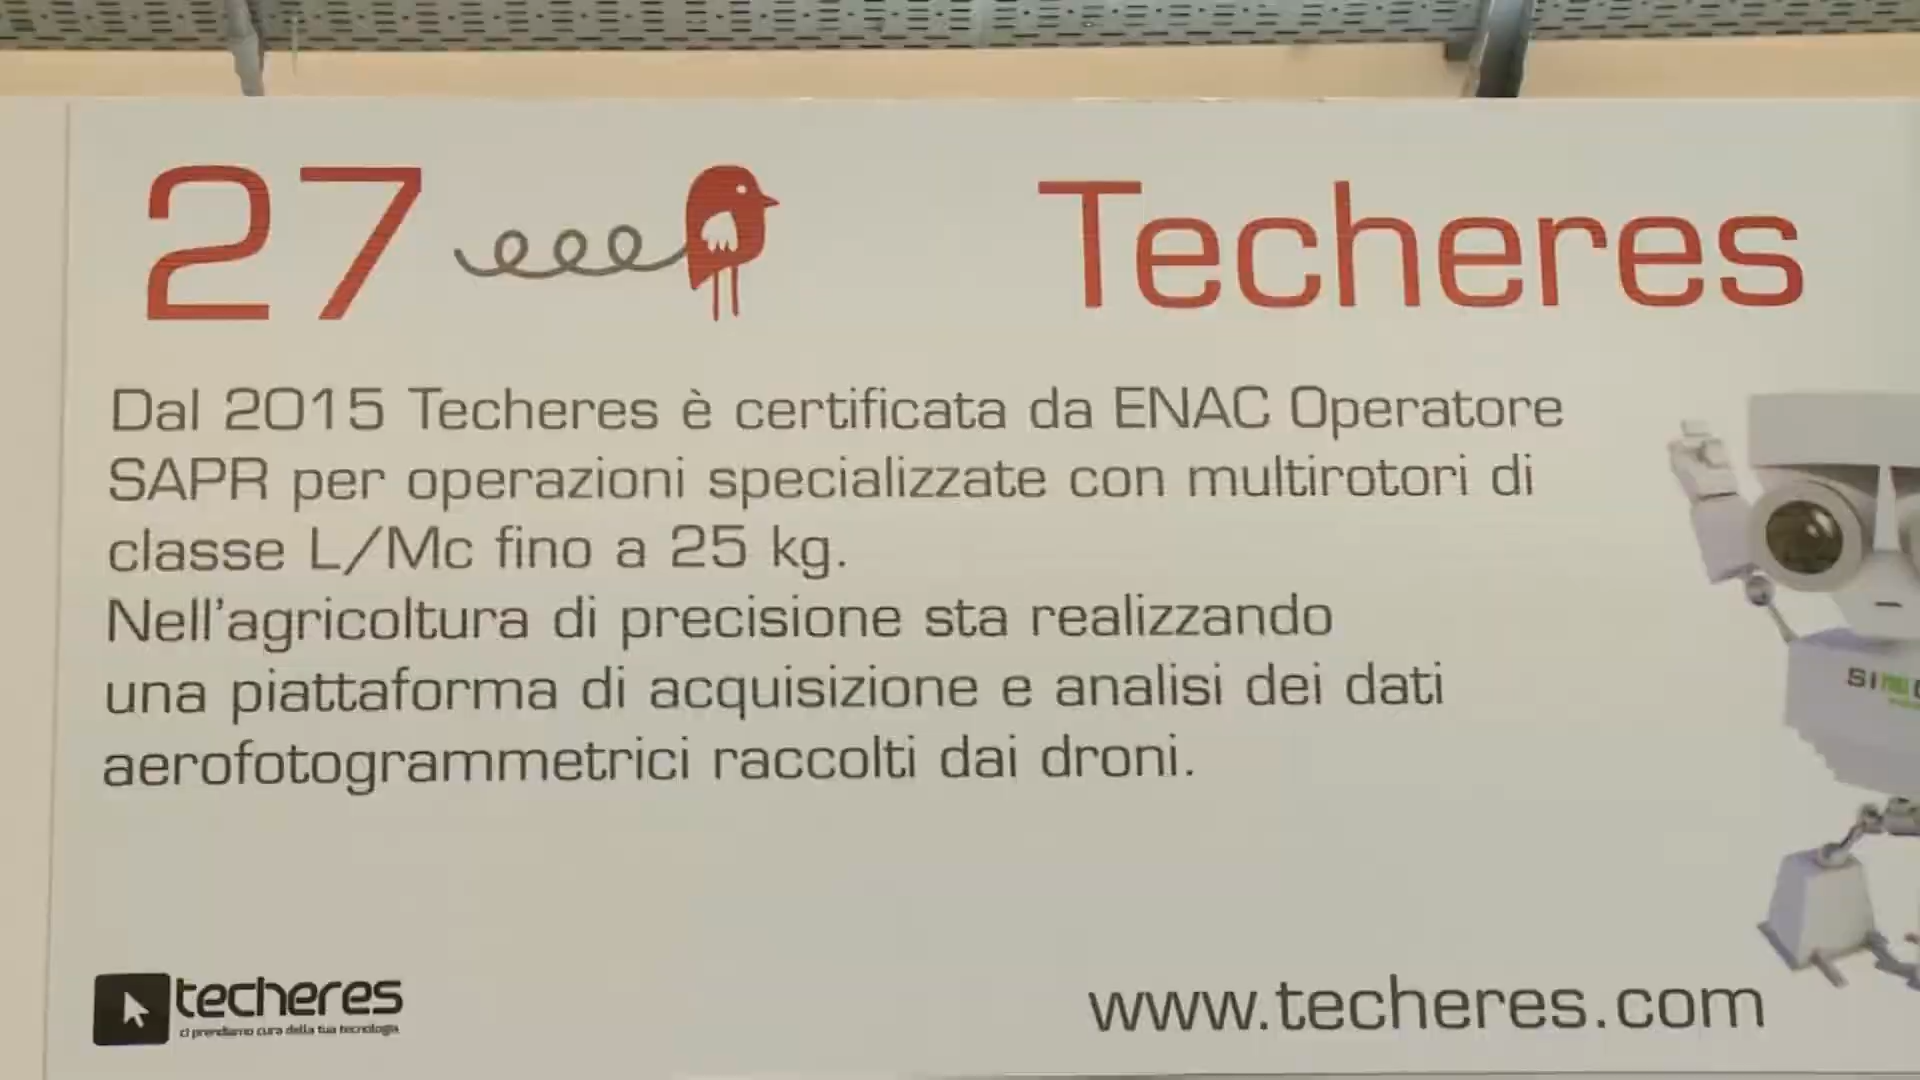 27
Techeres
Dal 2015 Techeres è certificata da ENAC Operatore
SAPR per operazioni specializzate con multirotori di
classe L/Mc fino a 25 kg.
Nell'agricoltura di precisione sta realizzando
una piattaforma di acquisizione e analisi dei dati
aerofotogrammetrici raccolti dai droni.
techeres
ci prendiamo cura della tua tecnologia
www.techeres.com